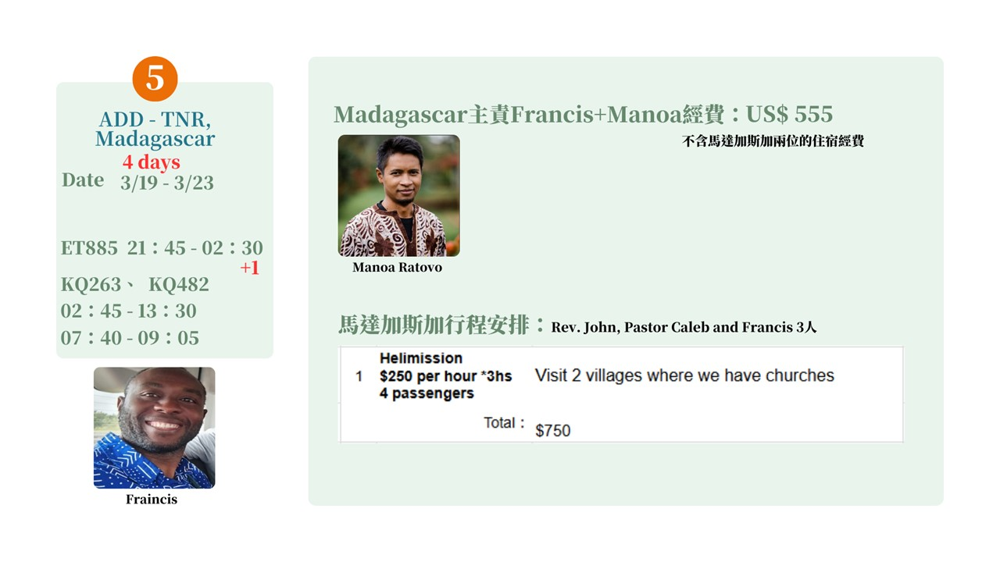 5
ADD - TNR,
Madagascar
4 days
Date 3/19 - 3/23
ET885 21：45 - 02：30
+1
KQ263、 KQ482
02：45 - 13：30
07：40 - 09：05
Fraincis
Madagascar主責Francis+Manoa經費：US$ 555
不含馬達加斯加兩位的住宿經費
Manoa Ratovo
馬達加斯加行程安排：Rev. John, Pastor Caleb and Francis 3人
Helimission
1 $250 per hour *3hs Visit 2 villages where we have churches
4 passengers
Total： $750